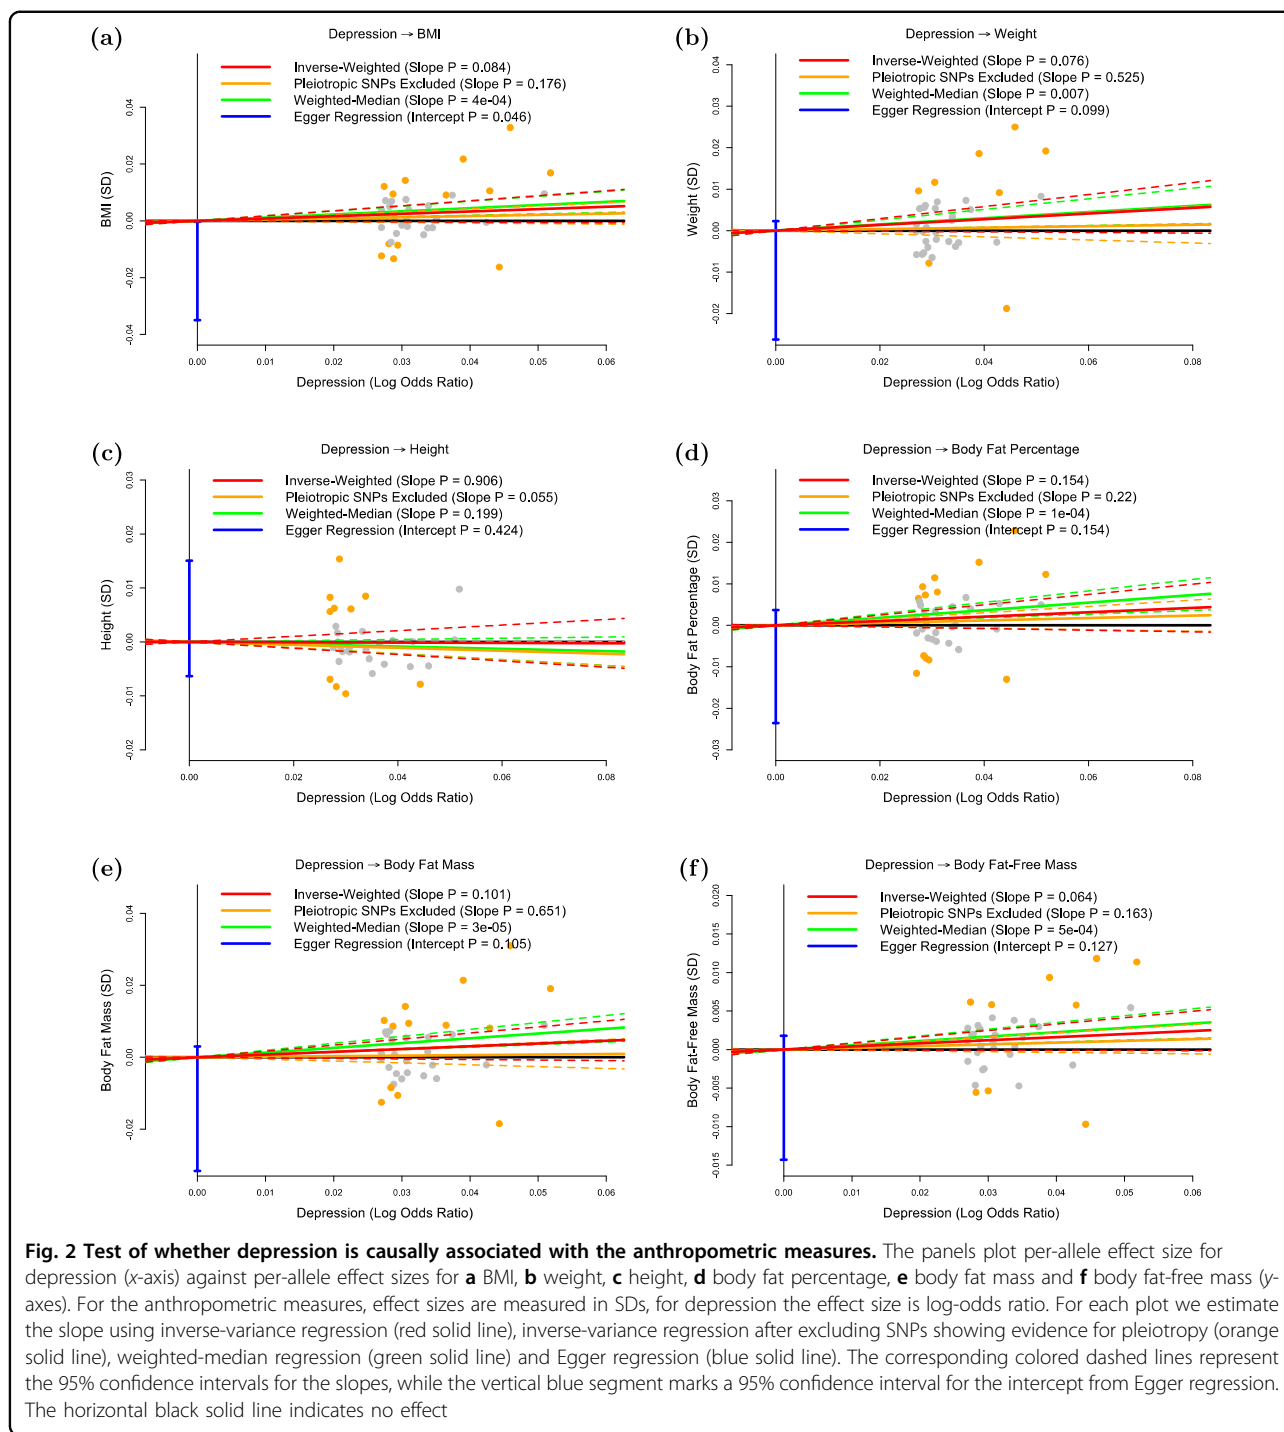 (a)
Depression → BMI
Inverse-Weighted (Slope P = 0.084)
Pleiotropic SNPs Excluded (Slope P = 0.176)
Weighted-Median (Slope P = 4e-04)
Egger Regression (Intercept P = 0.046)
BMI (SD)
0.04
0.02
0.00
-0.02
-0.04
0.00 0.01 0.02 0.03 0.04 0.05 0.06
Depression (Log Odds Ratio)
(b)
Depression → Weight
Inverse-Weighted (Slope P = 0.076)
Pleiotropic SNPs Excluded (Slope P = 0.525)
Weighted-Median (Slope P = 0.007)
Egger Regression (Intercept P = 0.099)
Weight (SD)
0.04
0.03
0.02
0.01
0.00
-0.01
-0.02
0.00 0.02 0.04 0.06 0.08
Depression (Log Odds Ratio)
(c)
Depression → Height
Inverse-Weighted (Slope P = 0.906)
Pleiotropic SNPs Excluded (Slope P = 0.055)
Weighted-Median (Slope P = 0.199)
Egger Regression (Intercept P = 0.424)
Height (SD)
0.03
0.02
0.01
0.00
-0.01
-0.02
0.00 0.02 0.04 0.06 0.08
Depression (Log Odds Ratio)
(d)
Depression → Body Fat Percentage
Inverse-Weighted (Slope P = 0.154)
Pleiotropic SNPs Excluded (Slope P = 0.22)
Weighted-Median (Slope P = 1e-04)
Egger Regression (Intercept P = 0.154)
Body Fat Percentage (SD)
0.03
0.02
0.01
0.00
-0.01
-0.02
-0.03
0.00 0.02 0.04 0.06 0.08
Depression (Log Odds Ratio)
(e)
Depression → Body Fat Mass
Inverse-Weighted (Slope P = 0.101)
Pleiotropic SNPs Excluded (Slope P = 0.651)
Weighted-Median (Slope P = 3e-05)
Egger Regression (Intercept P = 0.105)
Body Fat Mass (SD)
0.04
0.02
0.00
-0.02
0.00 0.01 0.02 0.03 0.04 0.05 0.06
Depression (Log Odds Ratio)
(f)
Depression → Body Fat-Free Mass
Inverse-Weighted (Slope P = 0.064)
Pleiotropic SNPs Excluded (Slope P = 0.163)
Weighted-Median (Slope P = 5e-04)
Egger Regression (Intercept P = 0.127)
Body Fat-Free Mass (SD)
0.020
0.015
0.010
0.005
0.000
-0.005
-0.010
-0.015
0.00 0.01 0.02 0.03 0.04 0.05 0.06
Depression (Log Odds Ratio)
Fig. 2 Test of whether depression is causally associated with the anthropometric measures. The panels plot per-allele effect size for
depression (x-axis) against per-allele effect sizes for a BMI, b weight, c height, d body fat percentage, e body fat mass and f body fat-free mass (y-
axes). For the anthropometric measures, effect sizes are measured in SDs, for depression the effect size is log-odds ratio. For each plot we estimate
the slope using inverse-variance regression (red solid line), inverse-variance regression after excluding SNPs showing evidence for pleiotropy (orange
solid line), weighted-median regression (green solid line) and Egger regression (blue solid line). The corresponding colored dashed lines represent
the 95% confidence intervals for the slopes, while the vertical blue segment marks a 95% confidence interval for the intercept from Egger regression.
The horizontal black solid line indicates no effect